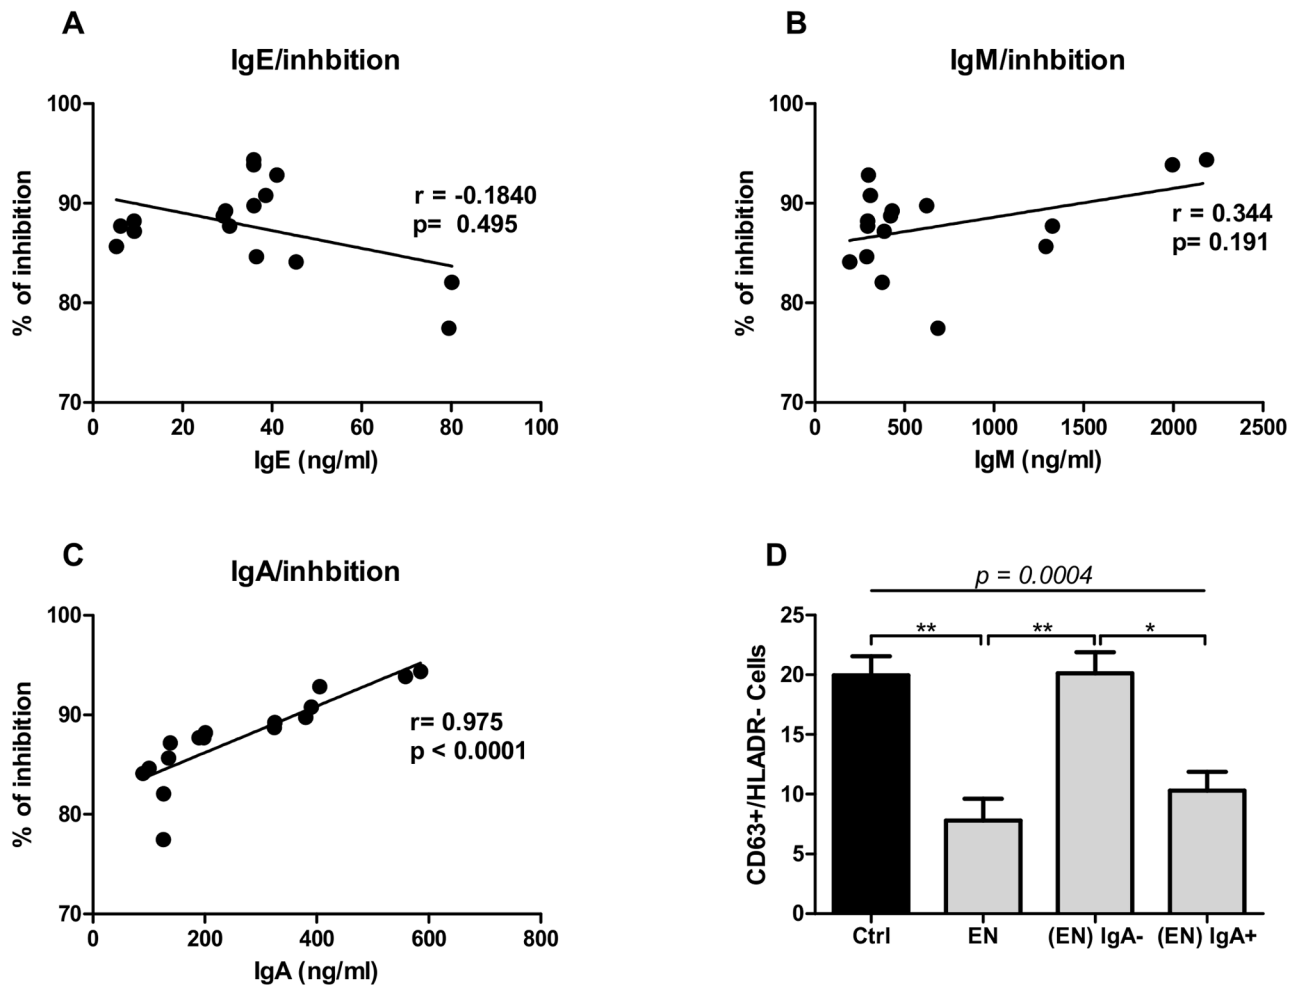 A
IgE/inhbition
100
90
80
70
% of inhibition
r = -0.1840
p= 0.495
0 20 40 60 80 100
IgE (ng/ml)
B
IgM/inhbition
100
90
80
70
% of inhibition
r = 0.344
p= 0.191
0 500 1000 1500 2000 2500
IgM (ng/ml)
C
IgA/inhbition
100
90
80
70
% of inhibition
r= 0.975
p < 0.0001
0 200 400 600 800
IgA (ng/ml)
D
p = 0.0004
** ** *
25
20
15
10
5
0
CD63+/HLADR- Cells
Ctrl EN (EN) IgA- (EN) IgA+